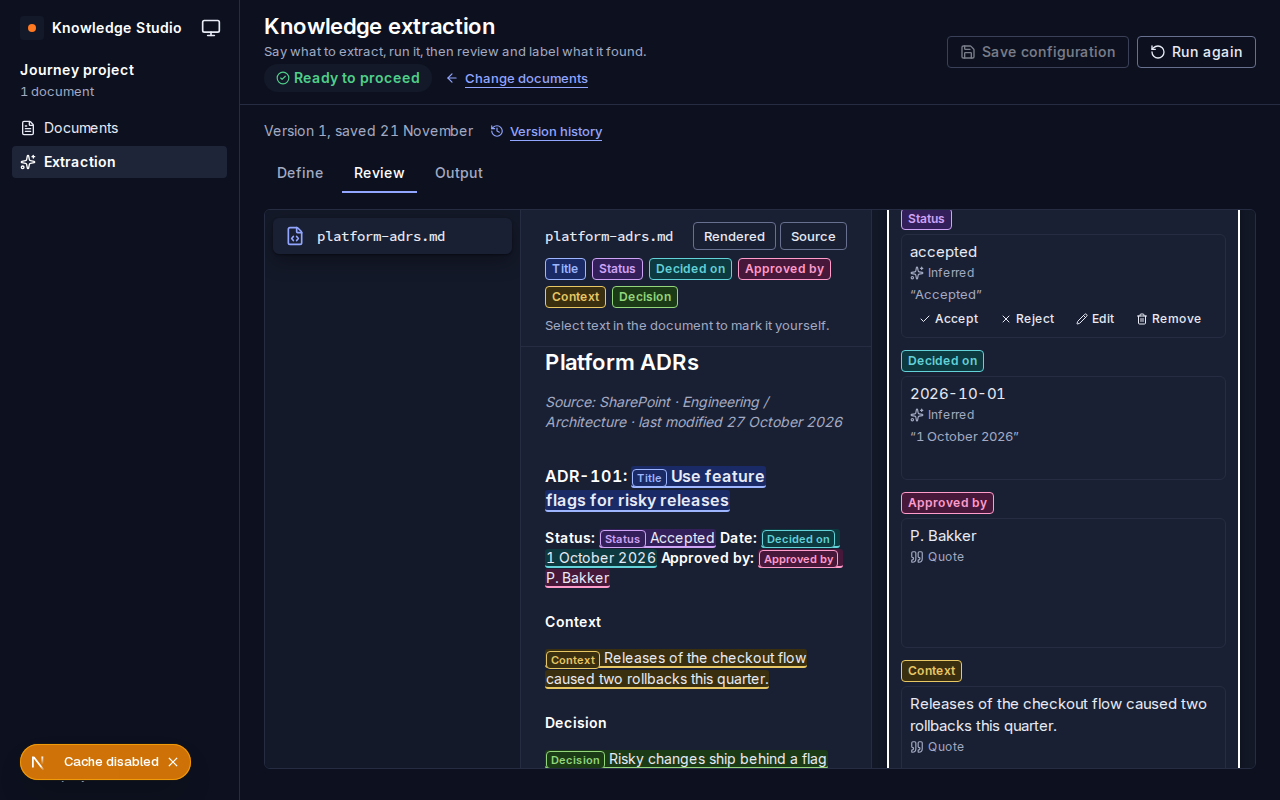 Knowledge Studio
Journey project
1 document
Documents
Extraction
Cache disabled
Knowledge extraction
Say what to extract, run it, then review and label what it found.
Ready to proceed
Change documents
Save configuration
Run again
Version 1, saved 21 November
Version history
Define
Review
Output
platform-adrs.md
platform-adrs.md
Rendered
Source
Title
Status
Decided on
Approved by
Context
Decision
Select text in the document to mark it yourself.
Platform ADRs
Source: SharePoint · Engineering /
Architecture · last modified 27 October 2026
ADR-101: Title Use feature
flags for risky releases
Status: Status Accepted Date: Decided on
1 October 2026 Approved by: Approved by
P. Bakker
Context
Context Releases of the checkout flow
caused two rollbacks this quarter.
Decision
Decision Risky changes ship behind a flag
Status
accepted
Inferred
“Accepted”
Accept
Reject
Edit
Remove
Decided on
2026-10-01
Inferred
“1 October 2026”
Approved by
P. Bakker
Quote
Context
Releases of the checkout flow caused two
rollbacks this quarter.
Quote